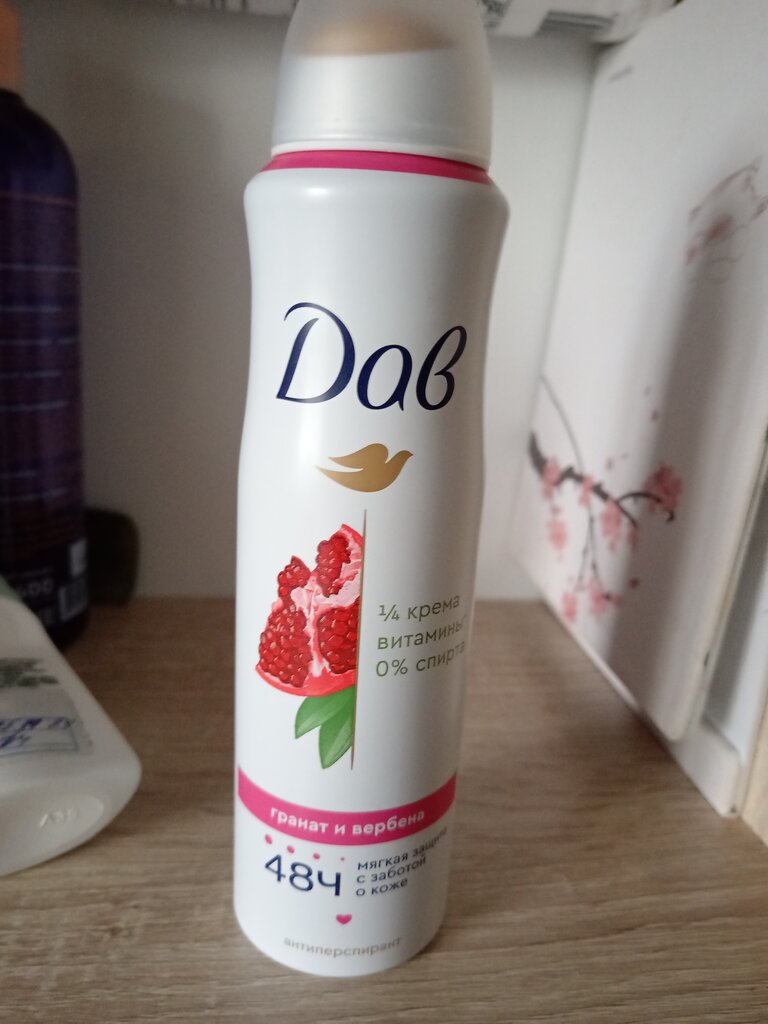 Дав
1/4 крема
витамины
0% спирта
гранат и вербена
48ч
мягкая защита
с заботой
о коже
антиперспирант